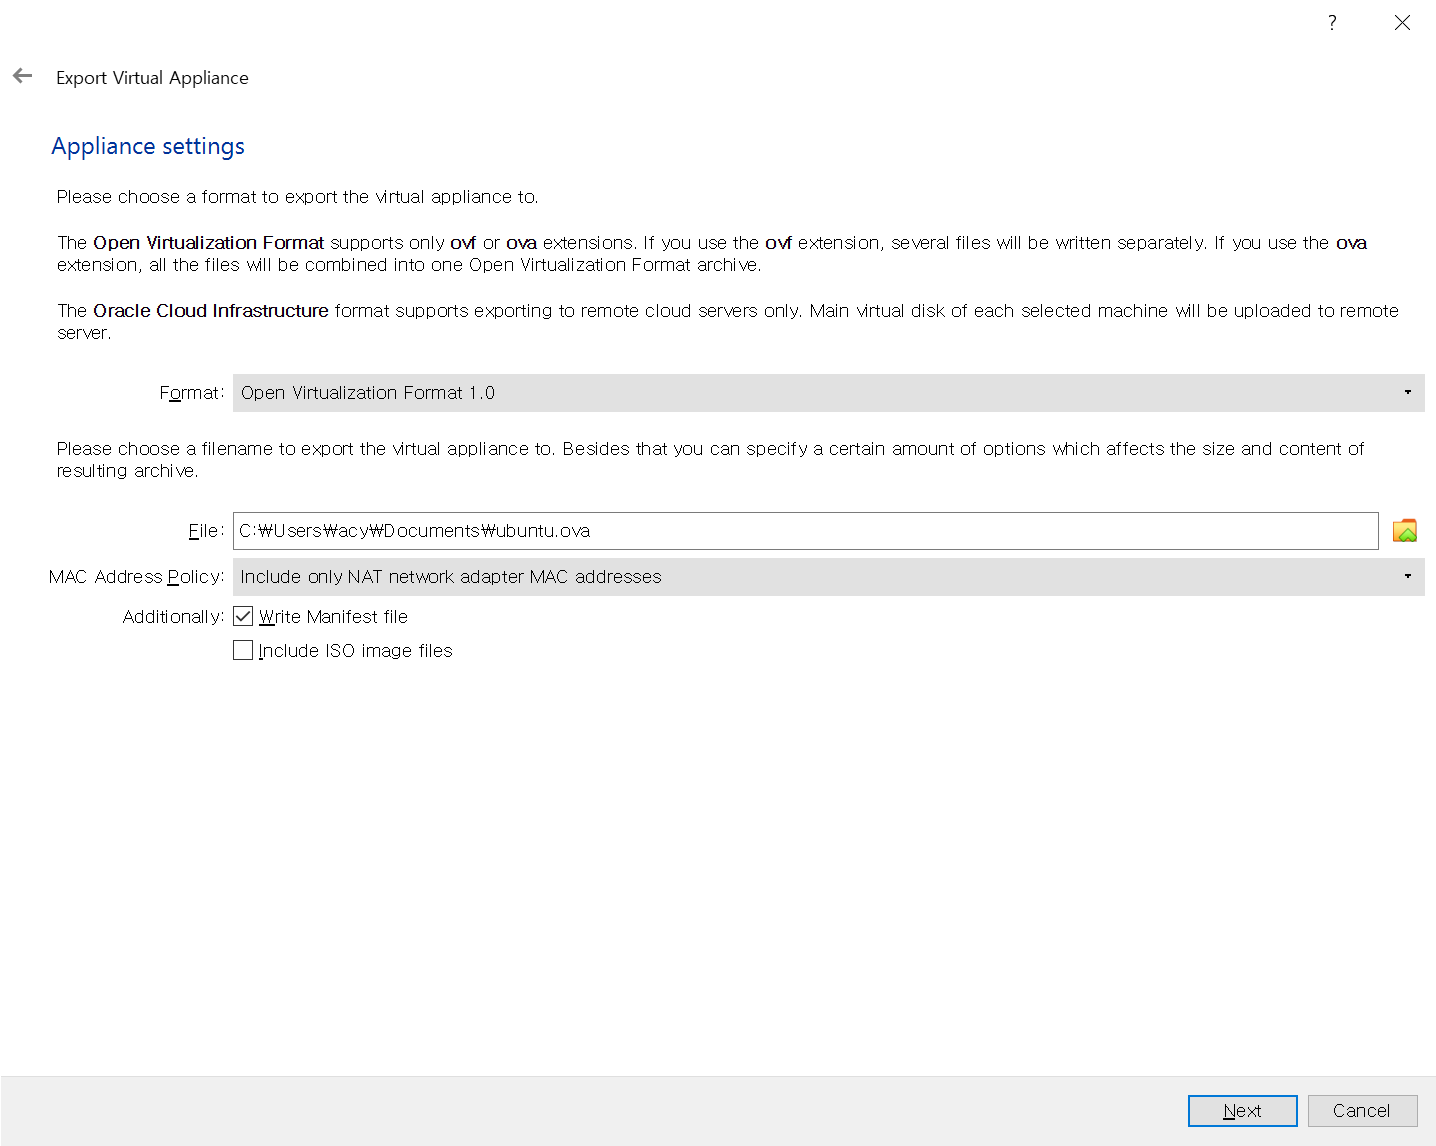 ?
Export Virtual Appliance
Appliance settings
Please choose a format to export the virtual appliance to.
The Open Virtualization Format supports only ovf or ova extensions. If you use the ovf extension, several files will be written separately. If you use the ova
extension, all the files will be combined into one Open Virtualization Format archive.
The Oracle Cloud Infrastructure format supports exporting to remote cloud servers only. Main virtual disk of each selected machine will be uploaded to remote
server.
Format: Open Virtualization Format 1.0
Please choose a filename to export the virtual appliance to. Besides that you can specify a certain amount of options which affects the size and content of
resulting archive.
File: C:₩Users₩acy₩Documents₩ubuntu.ova
MAC Address Policy: Include only NAT network adapter MAC addresses
Additionally: Write Manifest file
Include ISO image files
Next Cancel